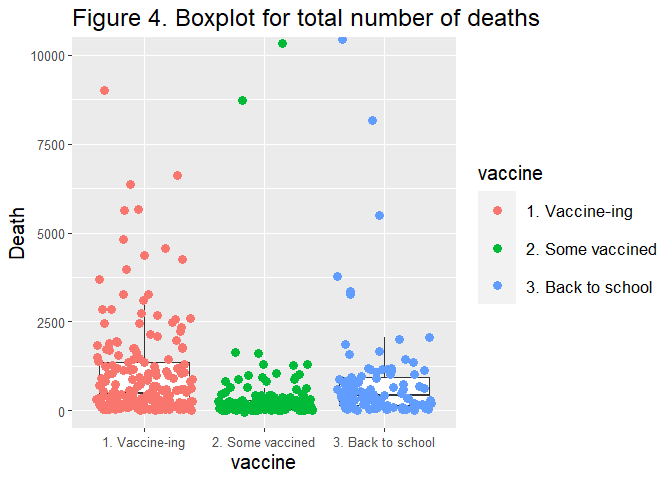 Figure 4. Boxplot for total number of deaths
10000
7500
5000
2500
0
Death
1. Vaccine-ing
2. Some vaccined
3. Back to school
vaccine
vaccine
1. Vaccine-ing
2. Some vaccined
3. Back to school